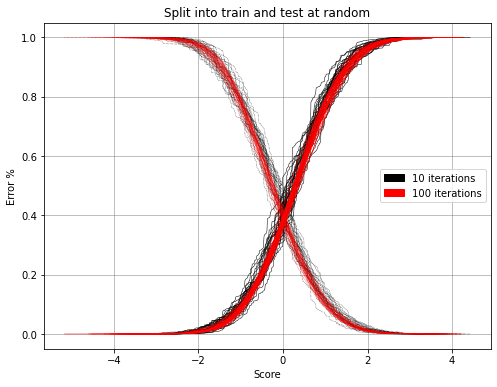 Split into train and test at random
Error %
1.0
0.8
0.6
0.4
0.2
0.0
10 iterations
100 iterations
−4
−2
0
2
4
Score